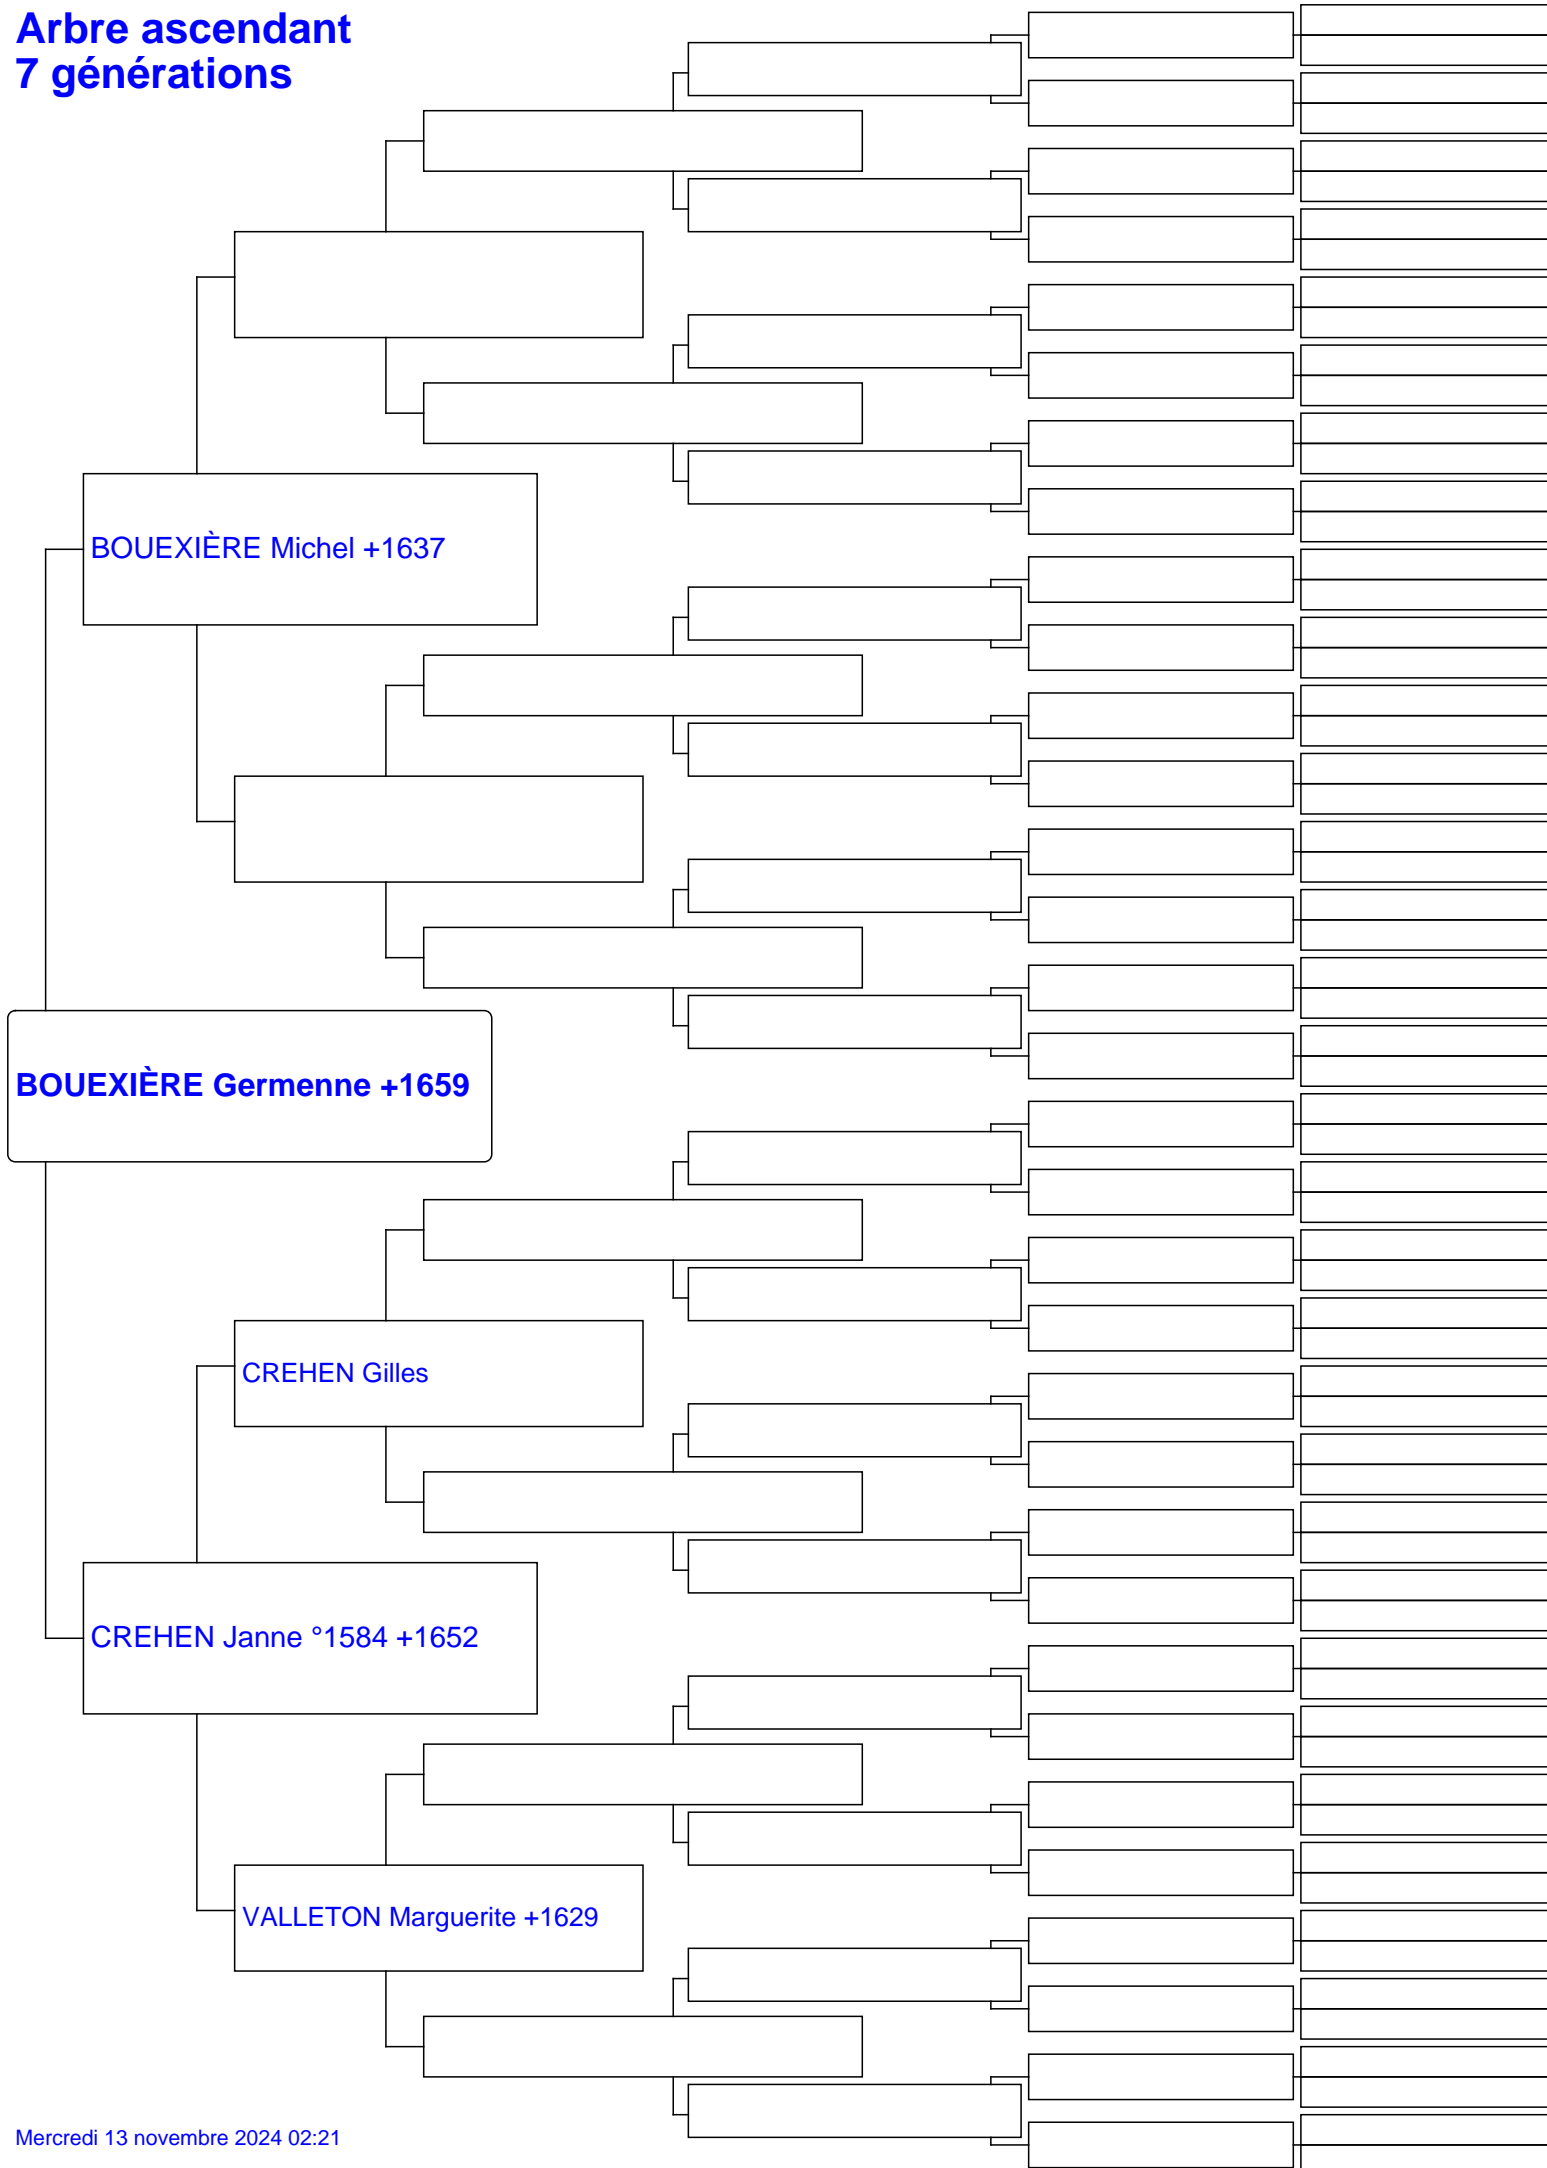 Arbre ascendant
7 générations
BOUEXIÈRE Michel +1637
BOUEXIÈRE Germenne +1659
CREHEN Gilles
CREHEN Janne °1584 +1652
VALLETON Marguerite +1629
Mercredi 13 novembre 2024 02:21